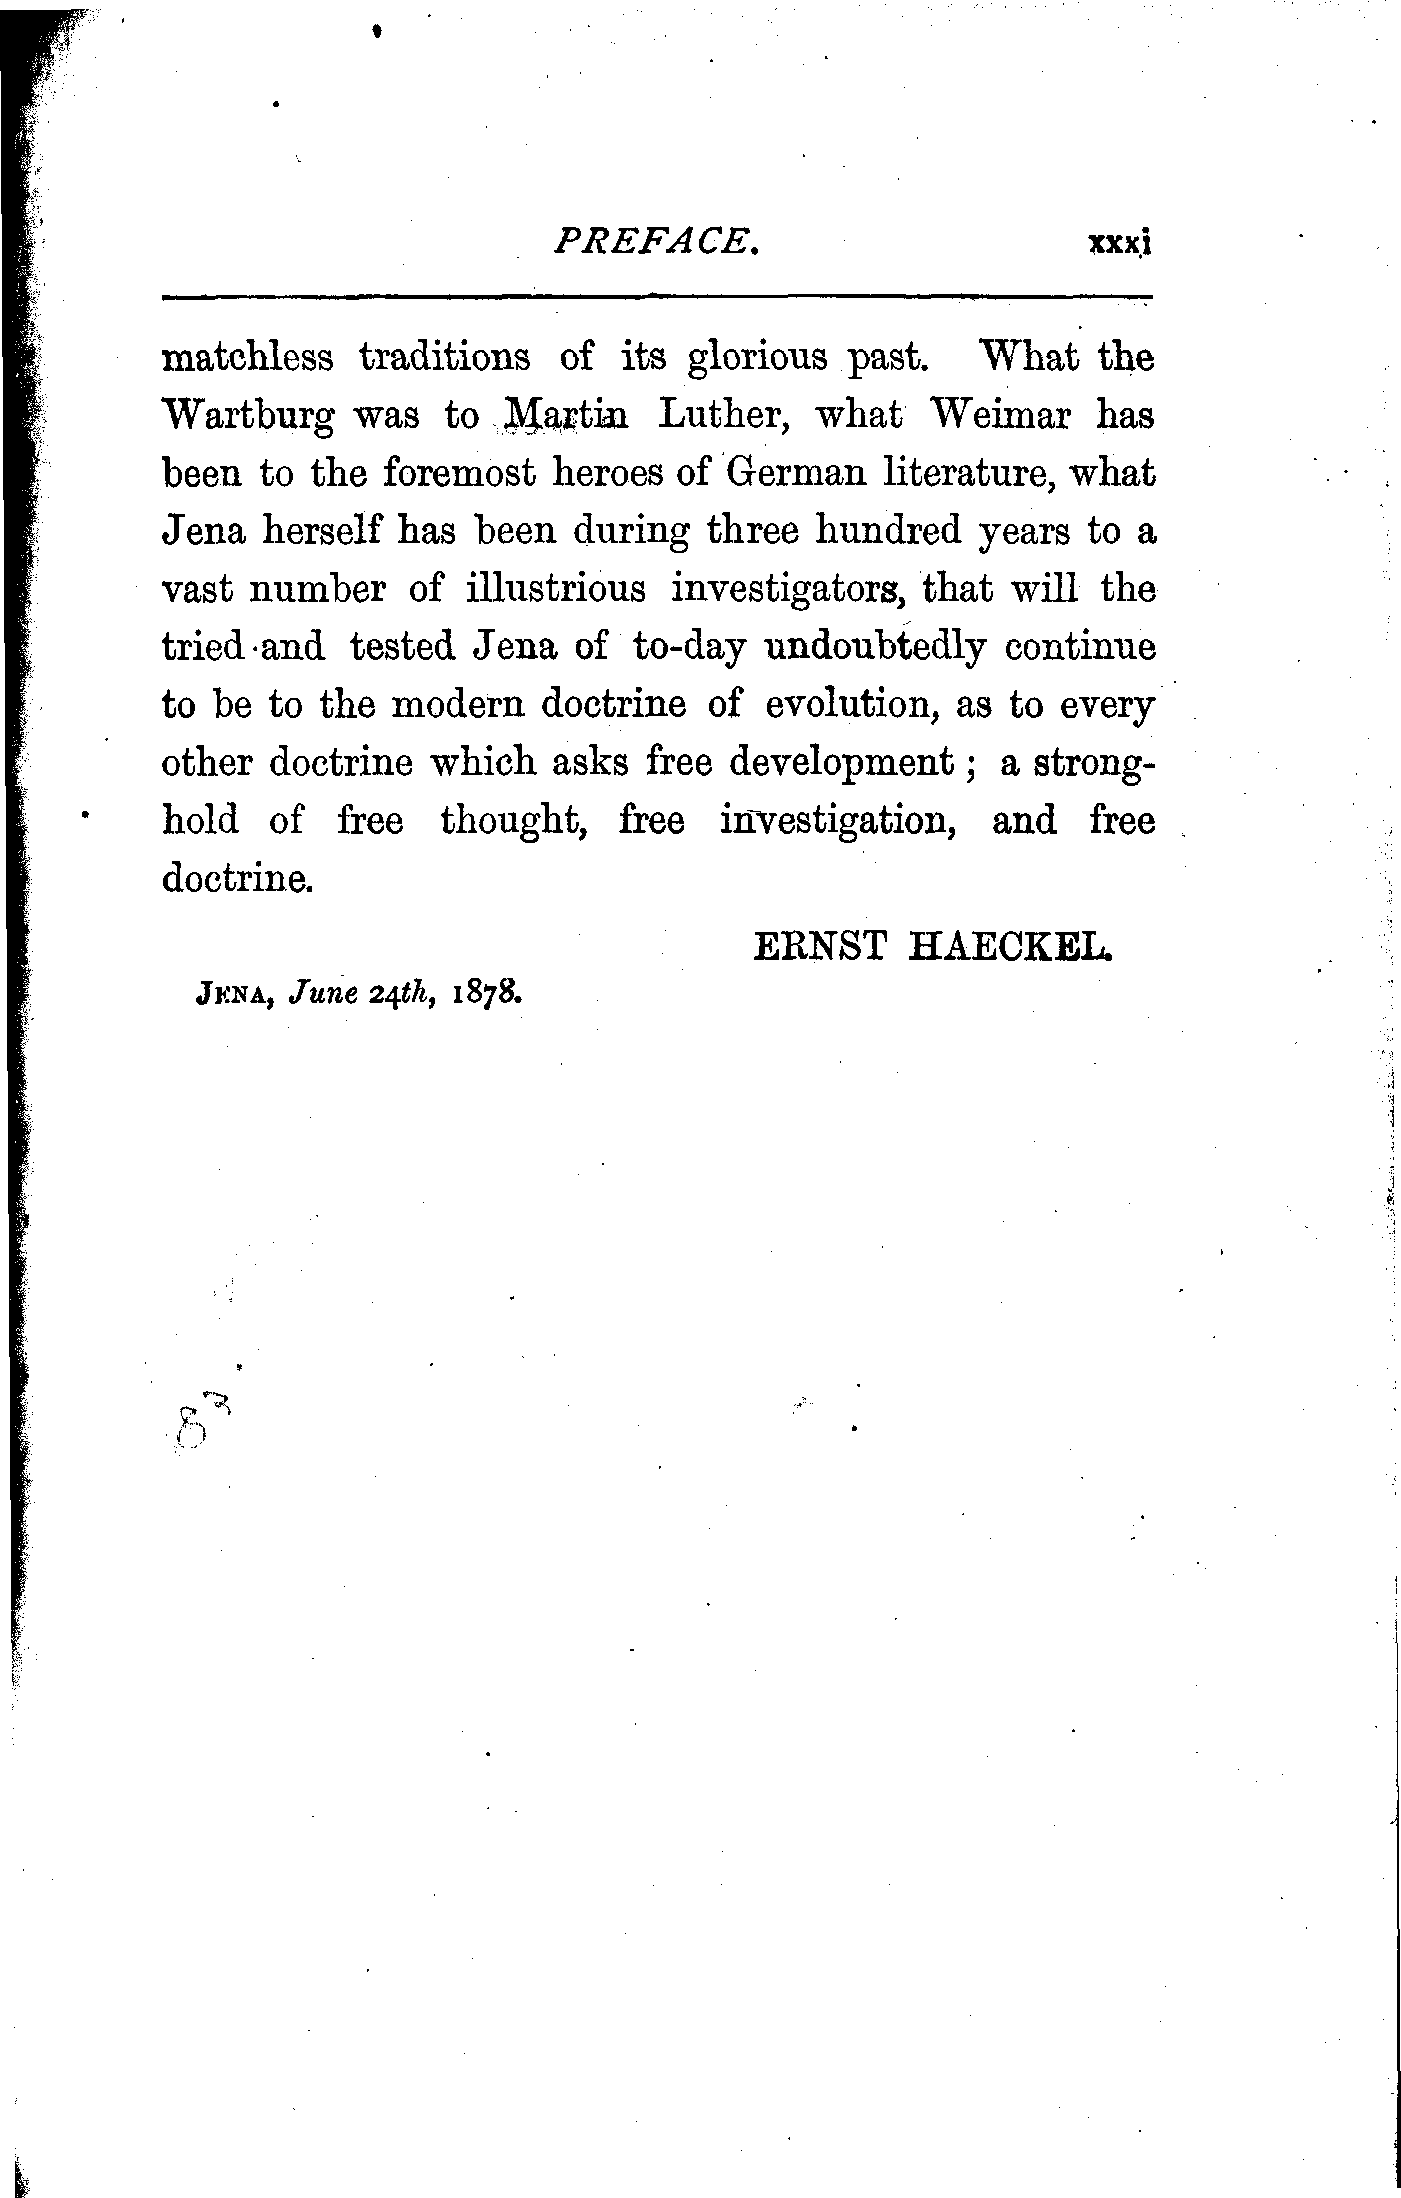 PREFACE. xxxi
matchless traditions of its glorious past. What the
Wartburg was to Martin Luther, what Weimar has
been to the foremost heroes of German literature, what
Jena herself has been during three hundred years to a
vast number of illustrious investigators, that will the
tried and tested Jena of to-day undoubtedly continue
to be to the modern doctrine of evolution, as to every
other doctrine which asks free development ; a strong-
hold of free thought, free investigation, and free
doctrine.
ERNST HAECKEL.
JENA, June 24th, 1878.